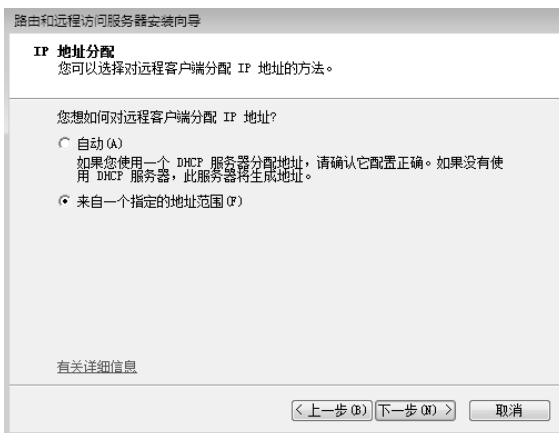 路由和远程访问服务器安装向导
IP 地址分配
您可以选择对远程客户端分配 IP 地址的方法。
您想如何对远程客户端分配 IP 地址?
自动(A)
如果您使用一个 DHCP 服务器分配地址，请确认它配置正确。如果没有使
用 DHCP 服务器，此服务器将生成地址。
来自一个指定的地址范围(F)
有关详细信息
< 上一步(B) 下一步(N) > 取消